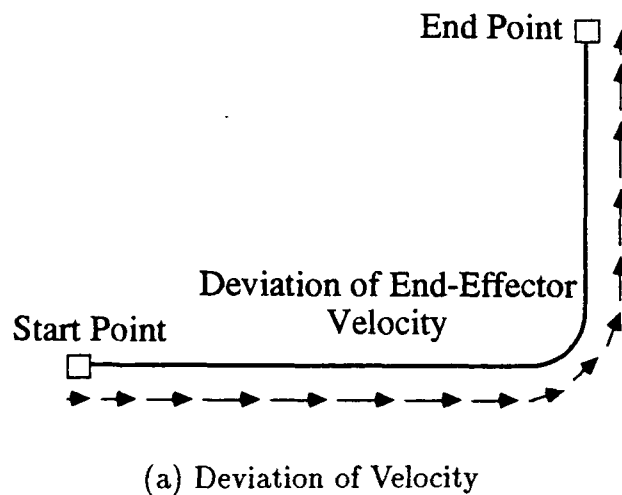 End Point
Deviation of End-Effector
Velocity
Start Point
(a) Deviation of Velocity